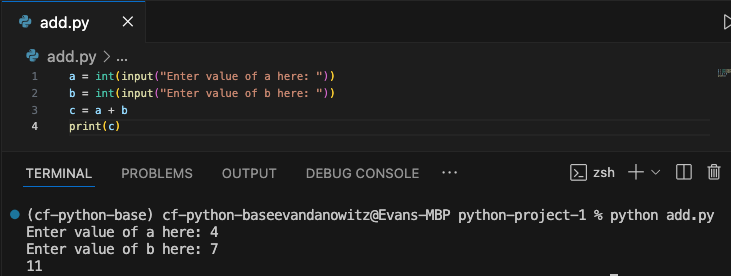 add.py
add.py > ...
1 a = int(input("Enter value of a here: "))
2 b = int(input("Enter value of b here: "))
3 c = a + b
4 print(c)
TERMINAL PROBLEMS OUTPUT DEBUG CONSOLE ... zsh
(cf-python-base) cf-python-baseevandanowitz@Evans-MBP python-project-1 % python add.py
Enter value of a here: 4
Enter value of b here: 7
11